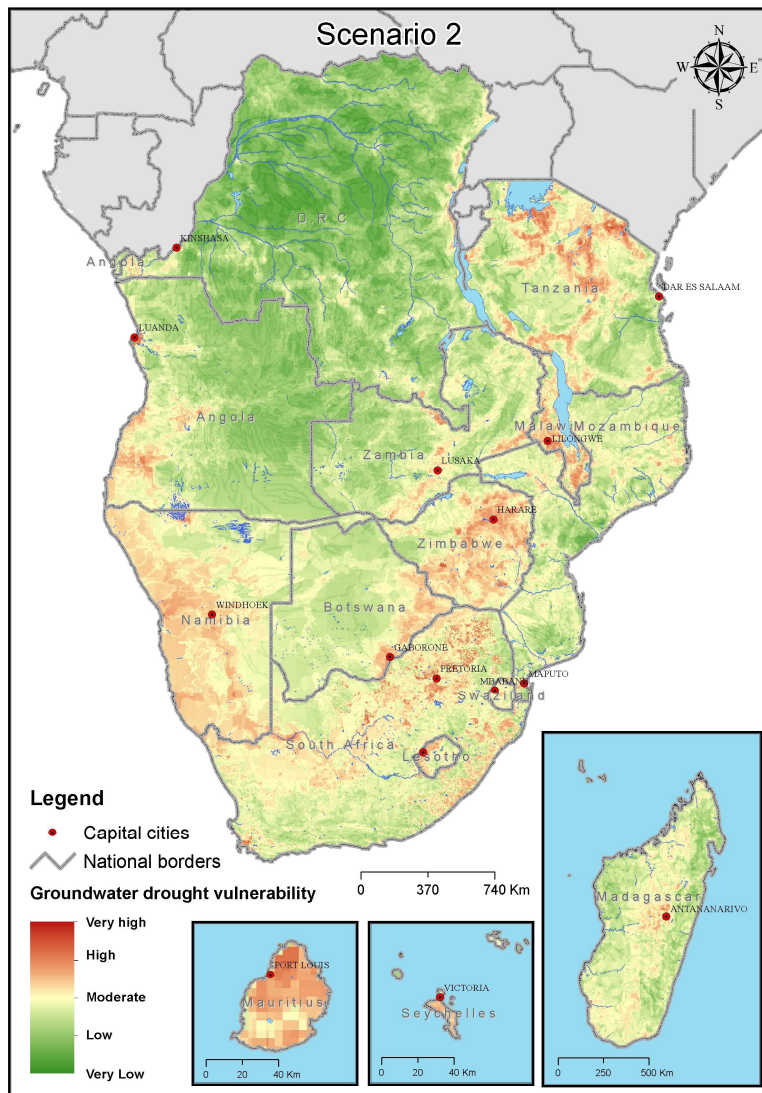 Scenario 2
N
W E
S
D.R.C
KINSHASA
Angola
Tanzania
DAR ES SALAAM
LUANDA
Angola
Malawi
Mozambique
LILONGWE
Zambia
LUSAKA
HARARE
Zimbabwe
Botswana
WINDHOEK
Namibia
GABORONE
PRETORIA
MBABANE
MAPUTO
Swaziland
South Africa
Lesotho
Legend
Capital cities
National borders
0 370 740 Km
Groundwater drought vulnerability
Very high
High
Moderate
Low
Very Low
PORT LOUIS
Mauritius
0 20 40 Km
VICTORIA
Seychelles
0 20 40 Km
Madagascar
ANTANANARIVO
0 250 500 Km